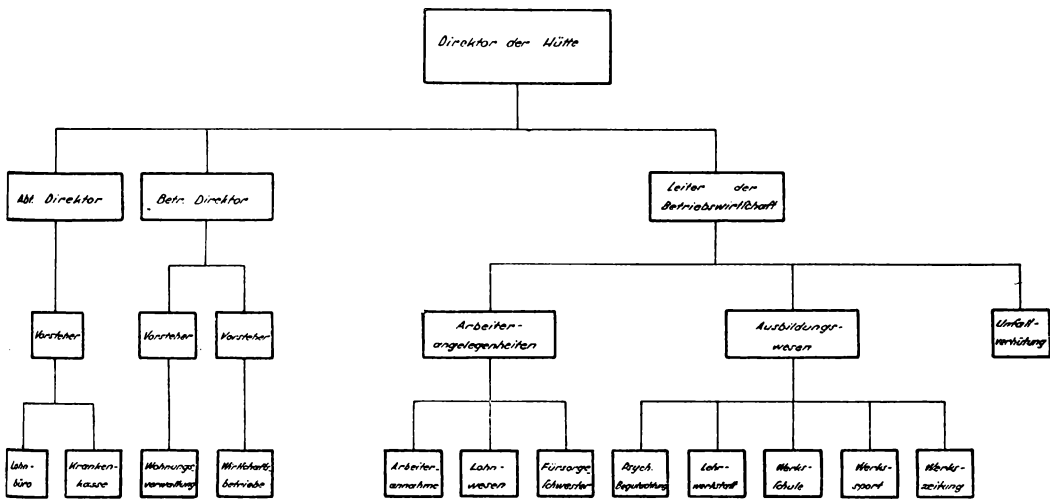 Direktor der Hütte
Abt. Direktor
Betr. Direktor
Leiter der
Betriebswirtschaft
Vorsteher
Vorsteher
Vorsteher
Arbeiter-
angelegenheiten
Ausbildungs-
wesen
Unfall-
verhütung
Lohn-
büro
Kranken-
kasse
Wohnungs-
verwaltung
Wirtschafts-
betriebe
Arbeiter-
annahme
Lohn-
wesen
Fürsorge-
schwester
Psych.
Begutachtung
Lehr-
werkstatt
Werks-
schule
Werks-
sport
Werks-
zeitung